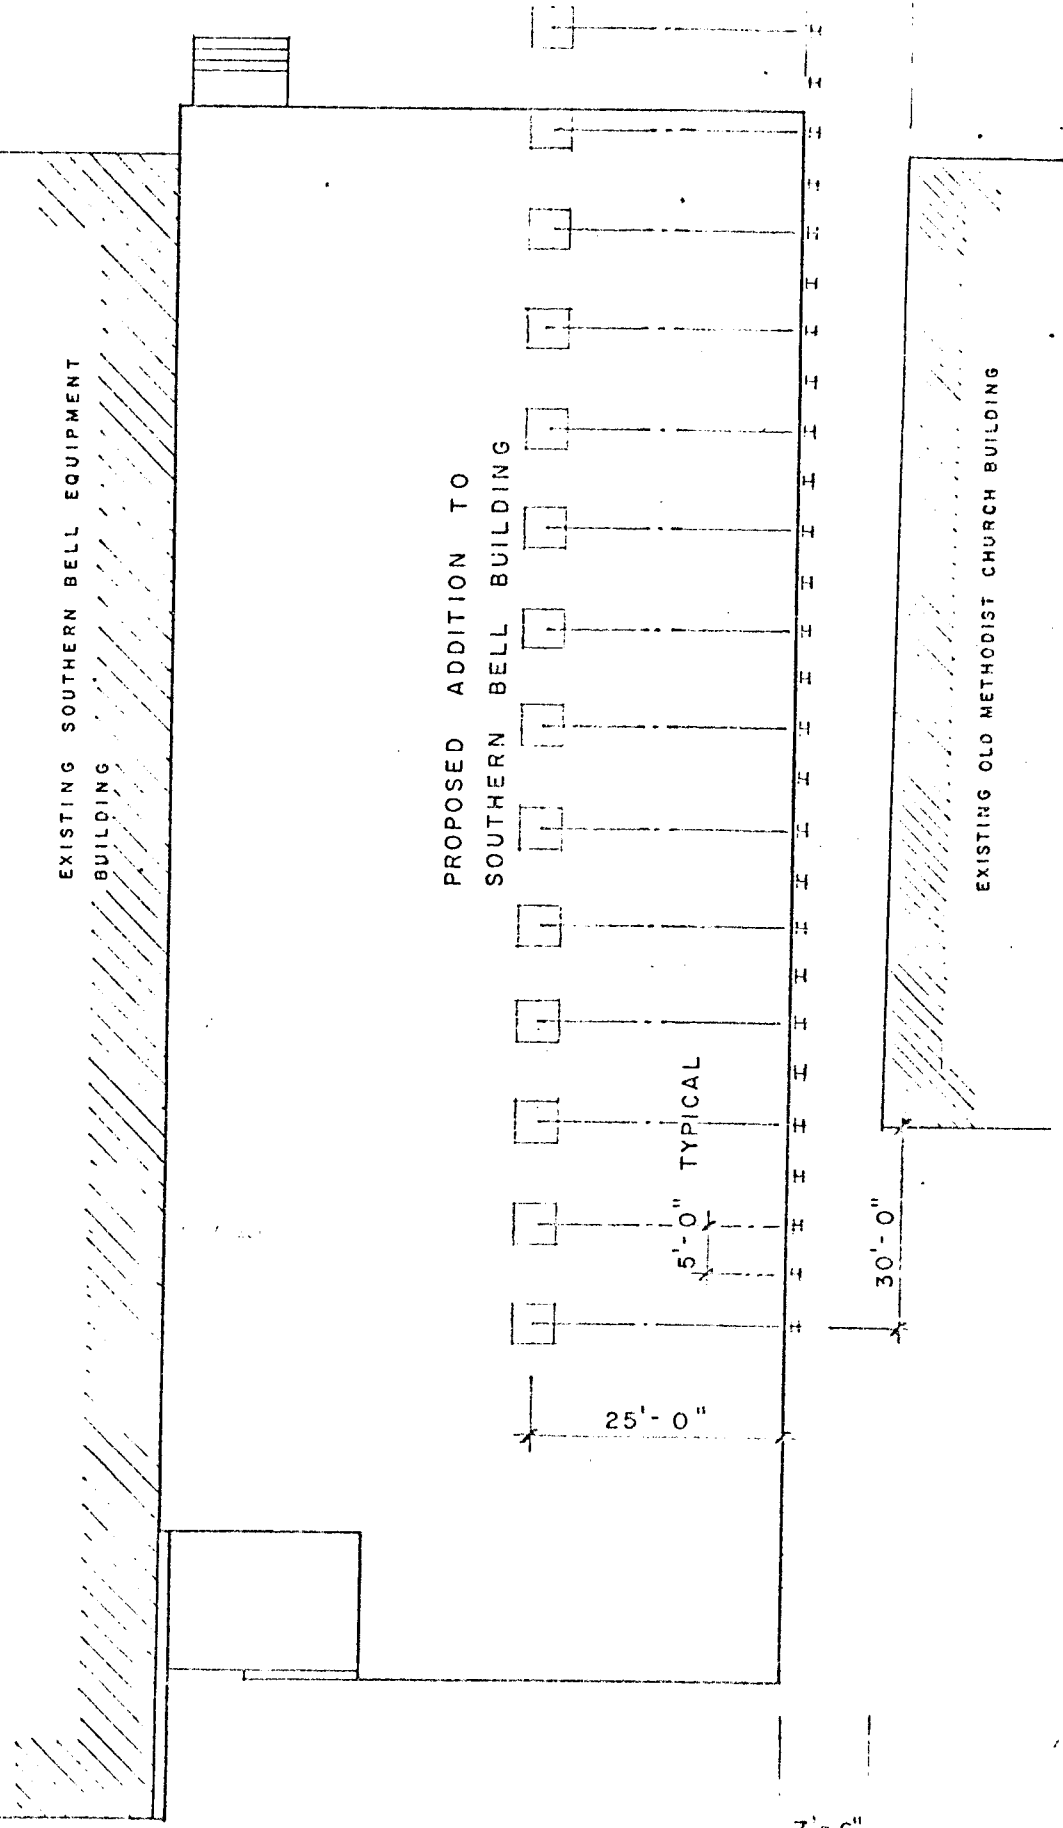 EXISTING SOUTHERN BELL EQUIPMENT
BUILDING
PROPOSED ADDITION TO
SOUTHERN BELL BUILDING
EXISTING OLD METHODIST CHURCH BUILDING
5'-0" TYPICAL
30'-0"
25'-0"